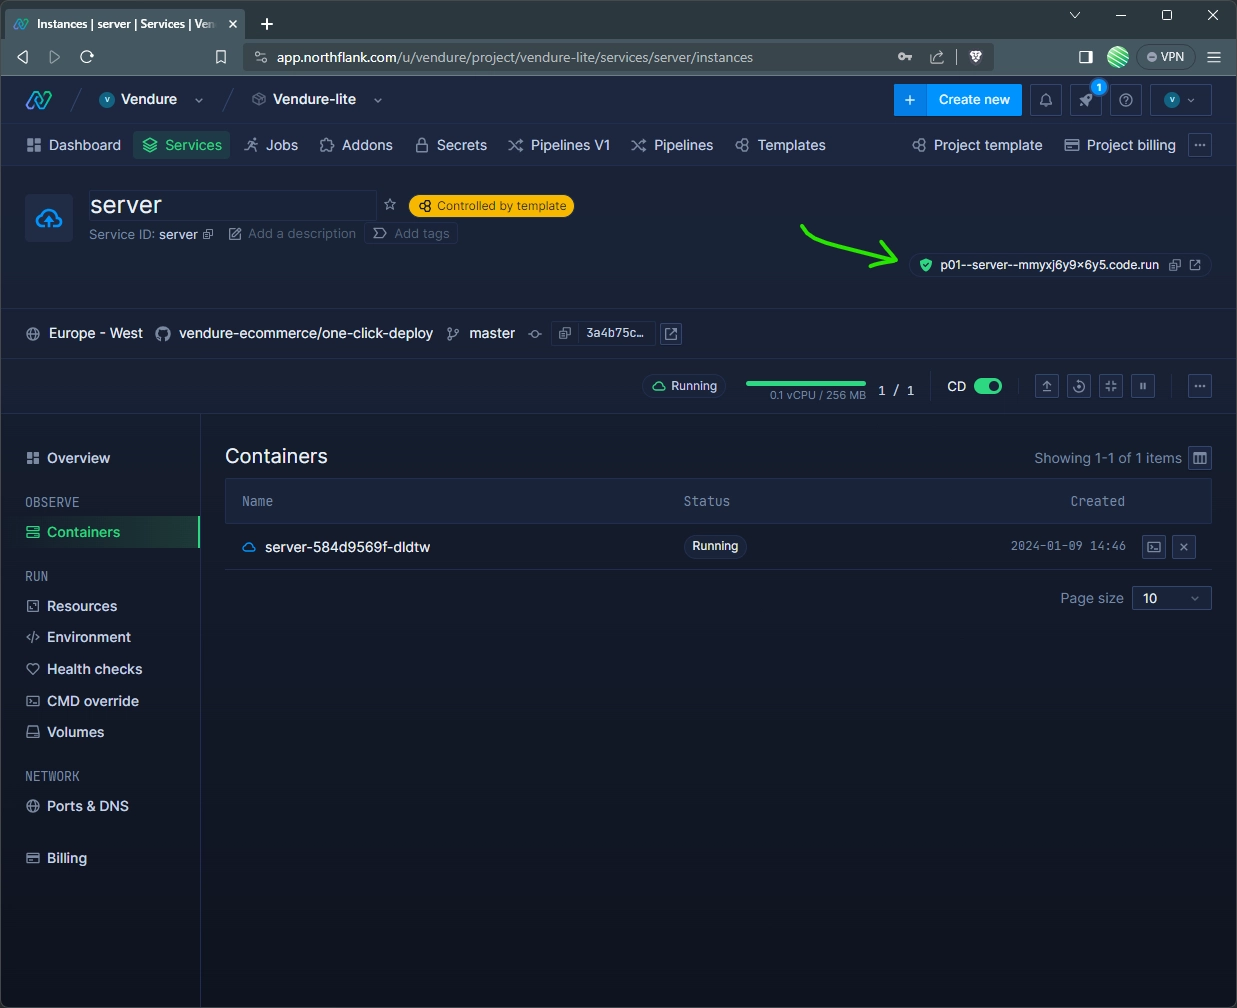 Instances | server | Services | Ven
app.northflank.com/u/vendure/project/vendure-lite/services/server/instances
VPN
V Vendure
Vendure-lite
+ Create new
1
V
Dashboard
Services
Jobs
Addons
Secrets
Pipelines V1
Pipelines
Templates
Project template
Project billing
server
Controlled by template
Service ID: server
Add a description
Add tags
p01--server--mmyxj6y9x6y5.code.run
Europe - West
vendure-ecommerce/one-click-deploy
master
3a4b75c…
Running
0.1 vCPU / 256 MB
1 / 1
CD
Overview
OBSERVE
Containers
RUN
Resources
Environment
Health checks
CMD override
Volumes
NETWORK
Ports & DNS
Billing
Containers
Showing 1-1 of 1 items
Name
Status
Created
server-584d9569f-dldtw
Running
2024-01-09 14:46
Page size
10